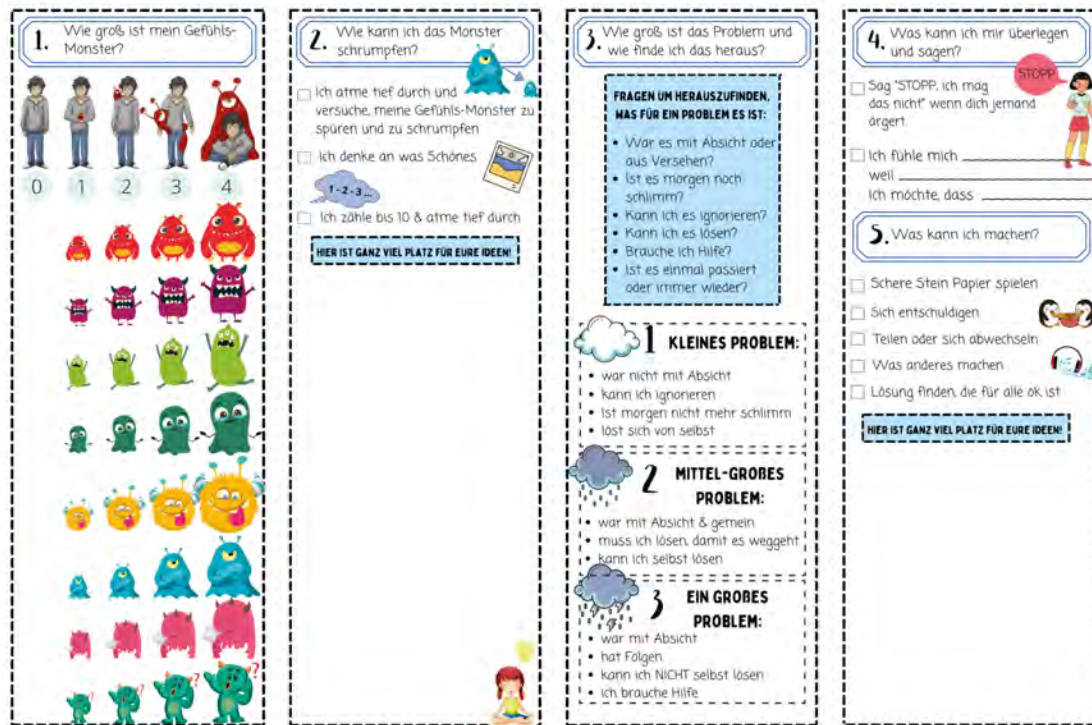 1. Wie groß ist mein Gefühls-
Monster?
0 1 2 3 4
?
2. Wie kann ich das Monster
schrumpfen?
Ich atme tief durch und
versuche, meine Gefühls-Monster zu
spüren und zu schrumpfen
Ich denke an was Schönes
1-2-3...
Ich zähle bis 10 & atme tief durch
HIER IST GANZ VIEL PLATZ FÜR EURE IDEEN!
3. Wie groß ist das Problem und
wie finde ich das heraus?
FRAGEN UM HERAUSZUFINDEN,
WAS FÜR EIN PROBLEM ES IST:
• War es mit Absicht oder
aus Versehen?
• Ist es morgen noch
schlimm?
• Kann ich es ignorieren?
• Kann ich es lösen?
• Brauche ich Hilfe?
• Ist es einmal passiert
oder immer wieder?
1 KLEINES PROBLEM:
• war nicht mit Absicht
• kann ich ignorieren
• Ist morgen nicht mehr schlimm
• löst sich von selbst
2 MITTEL-GROßES
PROBLEM:
• war mit Absicht & gemein
• muss ich lösen, damit es weggeht
• kann ich selbst lösen
3 EIN GROßES
PROBLEM:
• war mit Absicht
• hat Folgen
• kann ich NICHT selbst lösen
• ich brauche Hilfe
4. Was kann ich mir überlegen
und sagen?
STOPP
Sag "STOPP, ich mag
das nicht" wenn dich jemand
ärgert.
Ich fühle mich
weil
Ich möchte, dass
5. Was kann ich machen?
Schere Stein Papier spielen
Sich entschuldigen
Teilen oder sich abwechseln
Was anderes machen
Lösung finden, die für alle ok ist
HIER IST GANZ VIEL PLATZ FÜR EURE IDEEN!